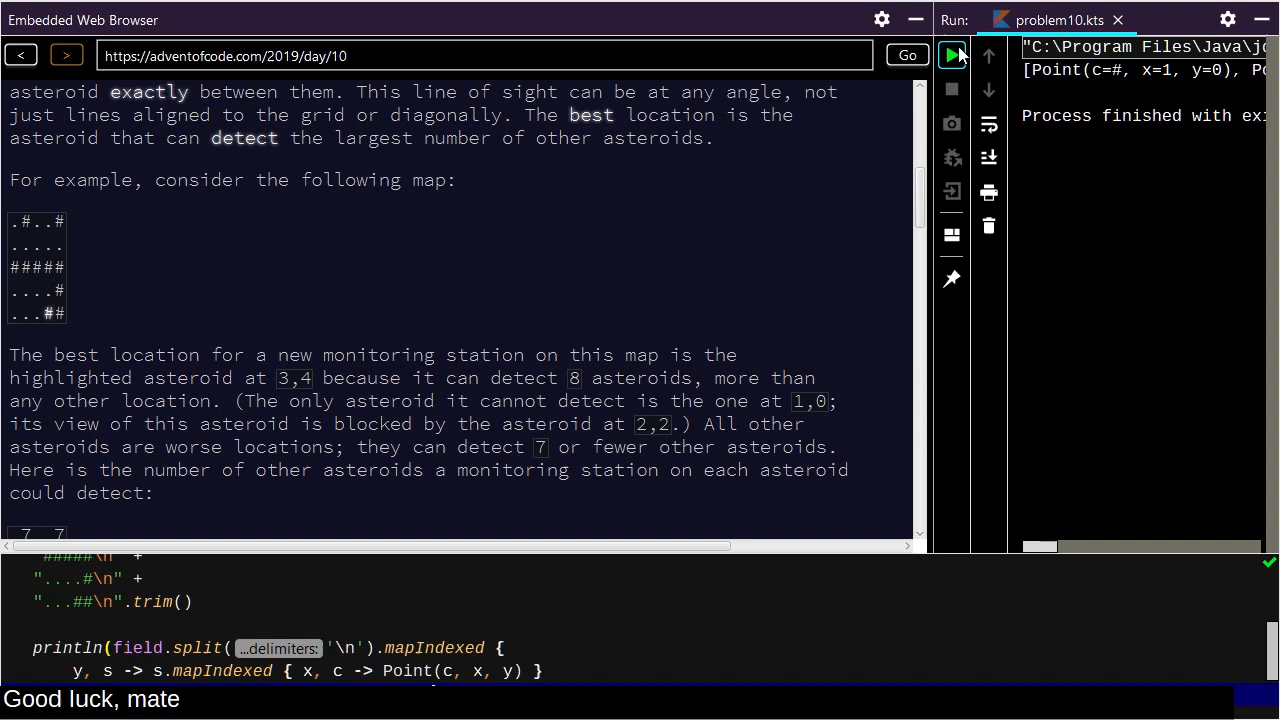 Embedded Web Browser
Run: problem10.kts
< > https://adventofcode.com/2019/day/10 Go
asteroid exactly between them. This line of sight can be at any angle, not
just lines aligned to the grid or diagonally. The best location is the
asteroid that can detect the largest number of other asteroids.
For example, consider the following map:
.#..#
.....
#####
....#
...##
The best location for a new monitoring station on this map is the
highlighted asteroid at 3,4 because it can detect 8 asteroids, more than
any other location. (The only asteroid it cannot detect is the one at 1,0;
its view of this asteroid is blocked by the asteroid at 2,2.) All other
asteroids are worse locations; they can detect 7 or fewer other asteroids.
Here is the number of other asteroids a monitoring station on each asteroid
could detect:
.7..7
"C:\Program Files\Java\j
[Point(c=#, x=1, y=0), P
Process finished with exi
"#####\n" +
"....#\n" +
"...##\n".trim()
println(field.split( ...delimiters: '\n').mapIndexed {
y, s -> s.mapIndexed { x, c -> Point(c, x, y) }
Good luck, mate